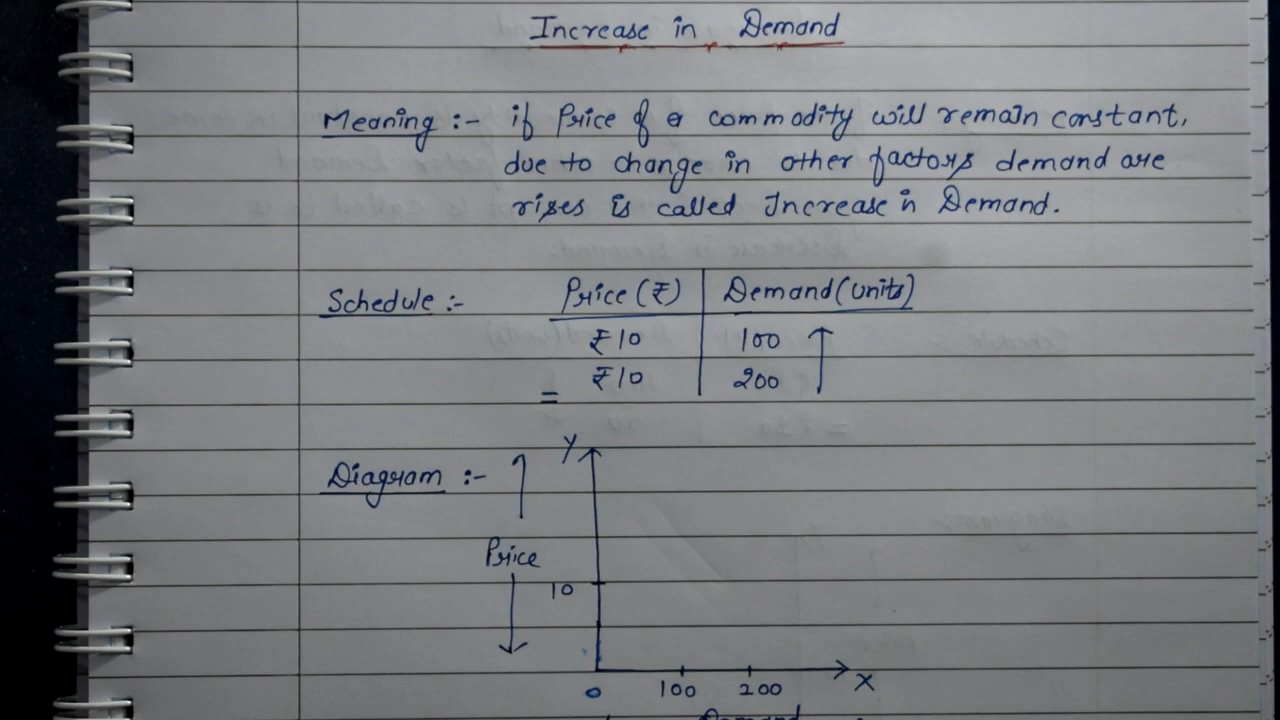 Increase in Demand
Meaning :- if Price of a commodity will remain constant,
due to change in other factors demand are
rises is called Increase in Demand.
Schedule :- Price (₹) Demand (units)
₹10 100
₹10 200
=
Y
Diagram :-
Price
10
0 100 200 X
Demand